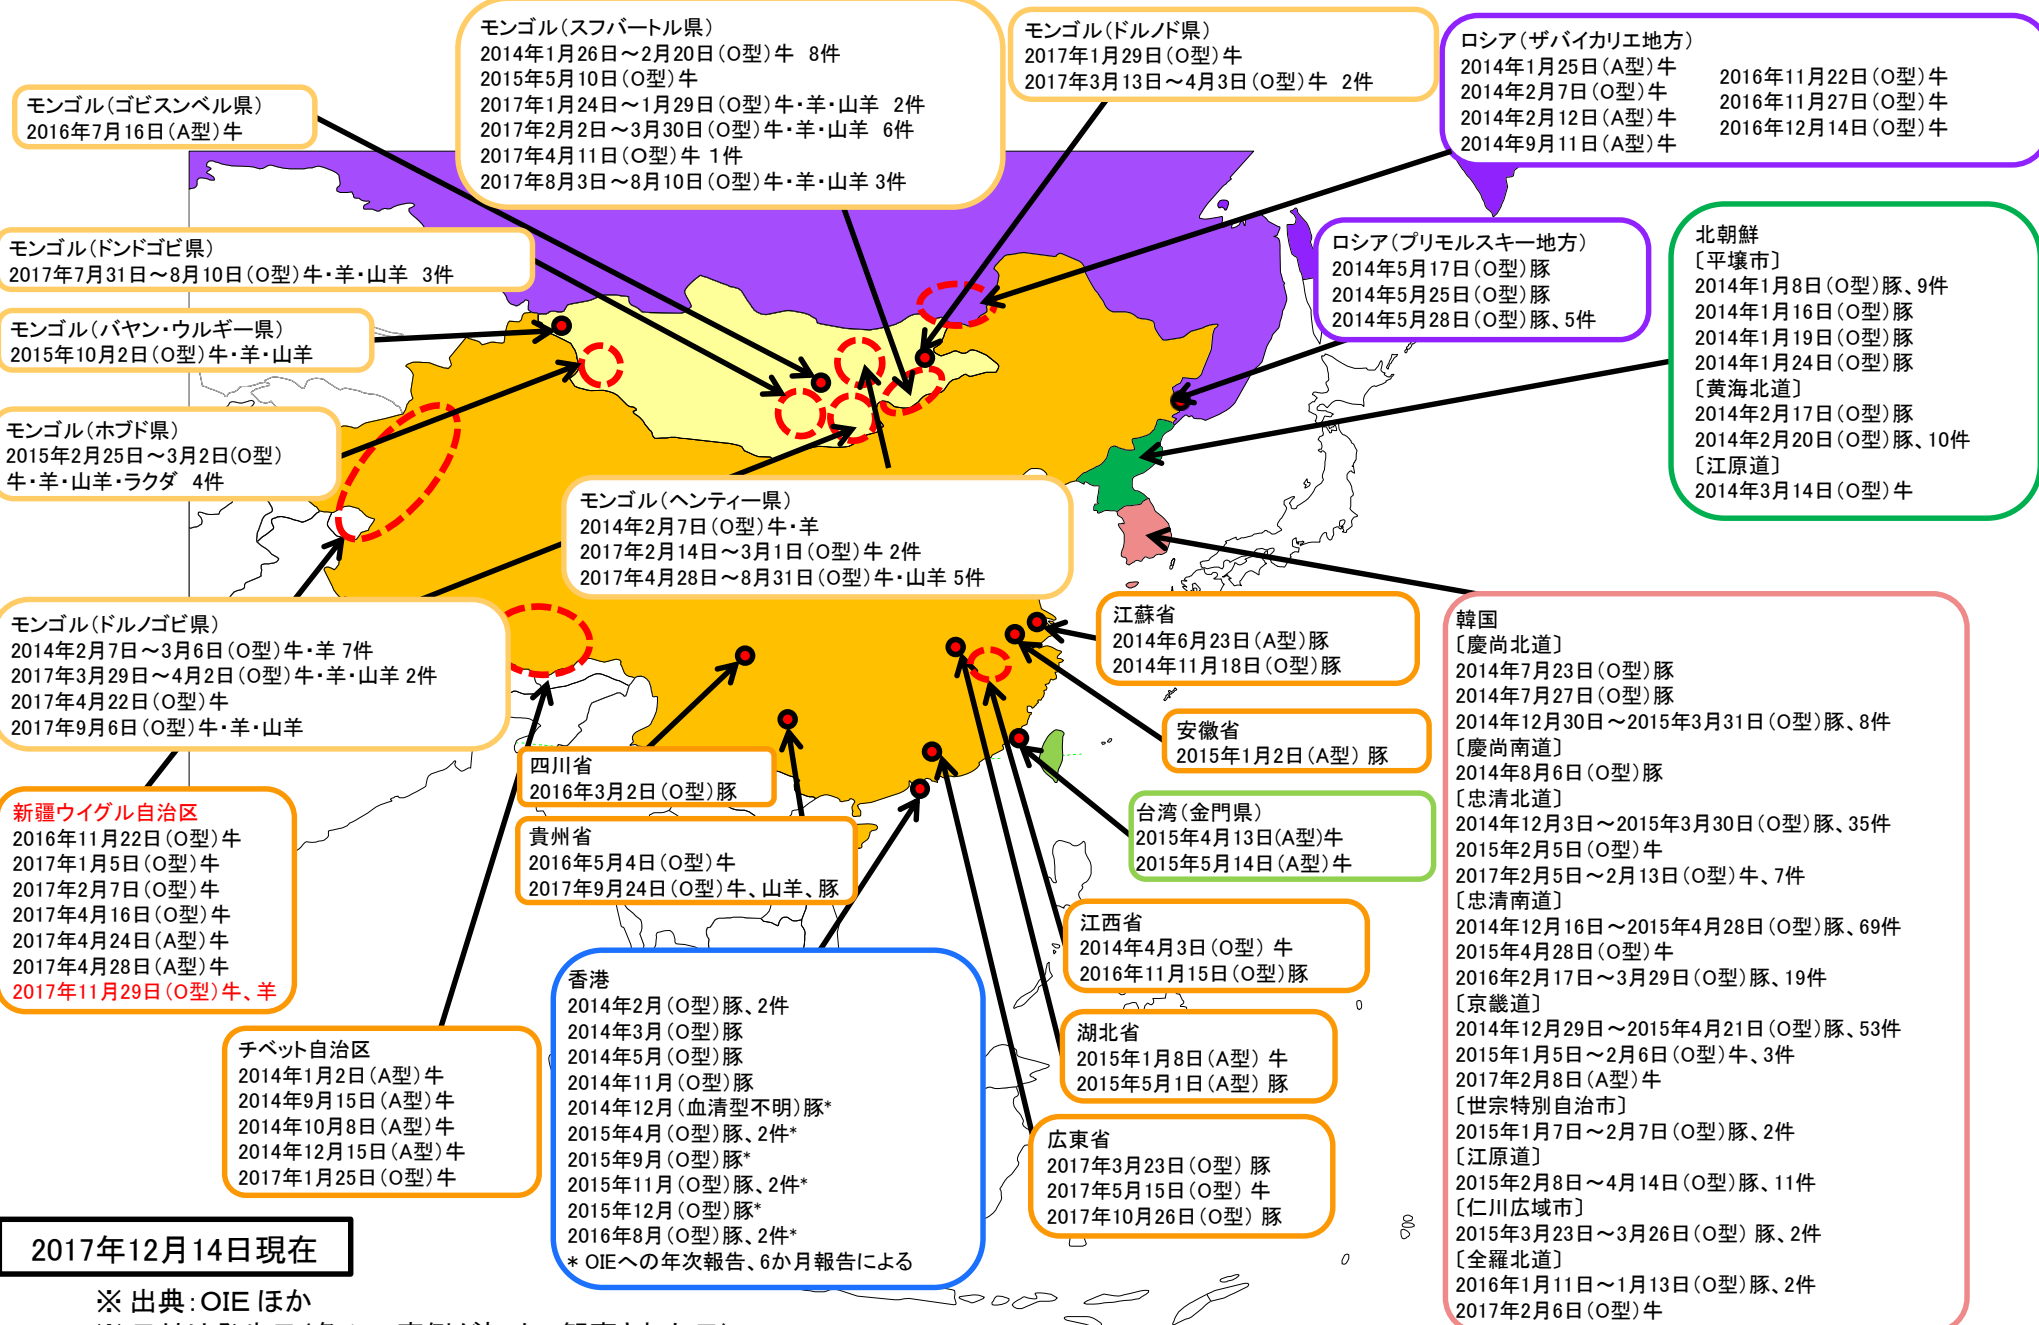 モンゴル（スフバートル県）
2014年1月26日～2月20日（O型）牛 8件
2015年5月10日（O型）牛
2017年1月24日～1月29日（O型）牛・羊・山羊 2件
2017年2月2日～3月30日（O型）牛・羊・山羊 6件
2017年4月11日（O型）牛 1件
2017年8月3日～8月10日（O型）牛・羊・山羊 3件
モンゴル（ドルノド県）
2017年1月29日（O型）牛
2017年3月13日～4月3日（O型）牛 2件
ロシア（ザバイカリエ地方）
2014年1月25日（A型）牛
2014年2月7日（O型）牛
2014年2月12日（A型）牛
2014年9月11日（A型）牛
2016年11月22日（O型）牛
2016年11月27日（O型）牛
2016年12月14日（O型）牛
モンゴル（ゴビスンベル県）
2016年7月16日（A型）牛
モンゴル（ドンドゴビ県）
2017年7月31日～8月10日（O型）牛・羊・山羊 3件
モンゴル（バヤン・ウルギー県）
2015年10月2日（O型）牛・羊・山羊
モンゴル（ホブド県）
2015年2月25日～3月2日（O型）
牛・羊・山羊・ラクダ 4件
ロシア（プリモルスキー地方）
2014年5月17日（O型）豚
2014年5月25日（O型）豚
2014年5月28日（O型）豚、5件
北朝鮮
〔平壌市〕
2014年1月8日（O型）豚、9件
2014年1月16日（O型）豚
2014年1月19日（O型）豚
2014年1月24日（O型）豚
〔黄海北道〕
2014年2月17日（O型）豚
2014年2月20日（O型）豚、10件
〔江原道〕
2014年3月14日（O型）牛
モンゴル（ヘンティー県）
2014年2月7日（O型）牛・羊
2017年2月14日～3月1日（O型）牛 2件
2017年4月28日～8月31日（O型）牛・山羊 5件
モンゴル（ドルノゴビ県）
2014年2月7日～3月6日（O型）牛・羊 7件
2017年3月29日～4月2日（O型）牛・羊・山羊 2件
2017年4月22日（O型）牛
2017年9月6日（O型）牛・羊・山羊
江蘇省
2014年6月23日（A型）豚
2014年11月18日（O型）豚
安徽省
2015年1月2日（A型） 豚
台湾（金門県）
2015年4月13日（A型）牛
2015年5月14日（A型）牛
四川省
2016年3月2日（O型）豚
貴州省
2016年5月4日（O型）牛
2017年9月24日（O型）牛、山羊、豚
新疆ウイグル自治区
2016年11月22日（O型）牛
2017年1月5日（O型）牛
2017年2月7日（O型）牛
2017年4月16日（O型）牛
2017年4月24日（A型）牛
2017年4月28日（A型）牛
2017年11月29日（O型）牛、羊
江西省
2014年4月3日（O型） 牛
2016年11月15日（O型）豚
湖北省
2015年1月8日（A型） 牛
2015年5月1日（A型） 豚
広東省
2017年3月23日（O型） 豚
2017年5月15日（O型） 牛
2017年10月26日（O型） 豚
チベット自治区
2014年1月2日（A型）牛
2014年9月15日（A型）牛
2014年10月8日（A型）牛
2014年12月15日（A型）牛
2017年1月25日（O型）牛
香港
2014年2月（O型）豚、2件
2014年3月（O型）豚
2014年5月（O型）豚
2014年11月（O型）豚
2014年12月（血清型不明）豚*
2015年4月（O型）豚、2件*
2015年9月（O型）豚*
2015年11月（O型）豚、2件*
2015年12月（O型）豚*
2016年8月（O型）豚、2件*
* OIEへの年次報告、6か月報告による
韓国
〔慶尚北道〕
2014年7月23日（O型）豚
2014年7月27日（O型）豚
2014年12月30日～2015年3月31日（O型）豚、8件
〔慶尚南道〕
2014年8月6日（O型）豚
〔忠清北道〕
2014年12月3日～2015年3月30日（O型）豚、35件
2015年2月5日（O型）牛
2017年2月5日～2月13日（O型）牛、7件
〔忠清南道〕
2014年12月16日～2015年4月28日（O型）豚、69件
2015年4月28日（O型）牛
2016年2月17日～3月29日（O型）豚、19件
〔京畿道〕
2014年12月29日～2015年4月21日（O型）豚、53件
2015年1月5日～2月6日（O型）牛、3件
2017年2月8日（A型）牛
〔世宗特別自治市〕
2015年1月7日～2月7日（O型）豚、2件
〔江原道〕
2015年2月8日～4月14日（O型）豚、11件
〔仁川広域市〕
2015年3月23日～3月26日（O型） 豚、2件
〔全羅北道〕
2016年1月11日～1月13日（O型）豚、2件
2017年2月6日（O型）牛
2017年12月14日現在
※ 出典：OIE ほか